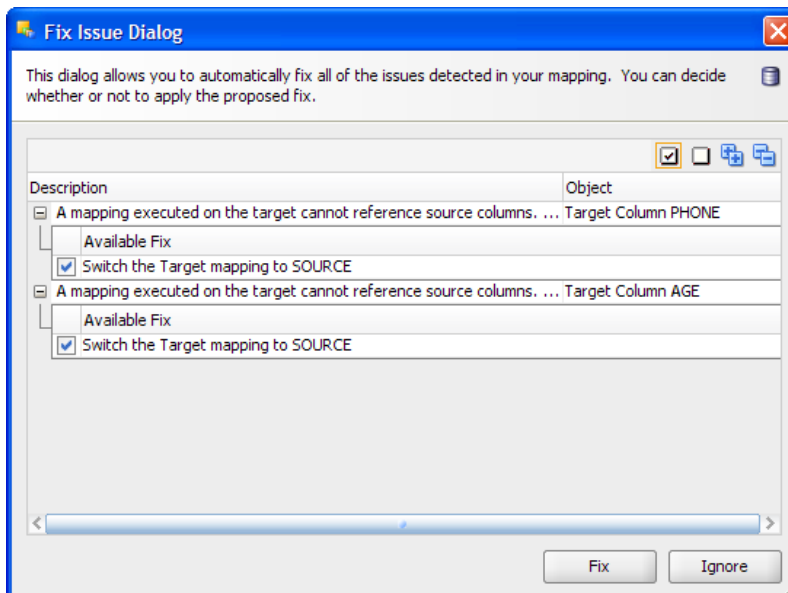 Fix Issue Dialog
This dialog allows you to automatically fix all of the issues detected in your mapping. You can decide
whether or not to apply the proposed fix.
Description Object
A mapping executed on the target cannot reference source columns. ... Target Column PHONE
Available Fix
Switch the Target mapping to SOURCE
A mapping executed on the target cannot reference source columns. ... Target Column AGE
Available Fix
Switch the Target mapping to SOURCE
Fix Ignore